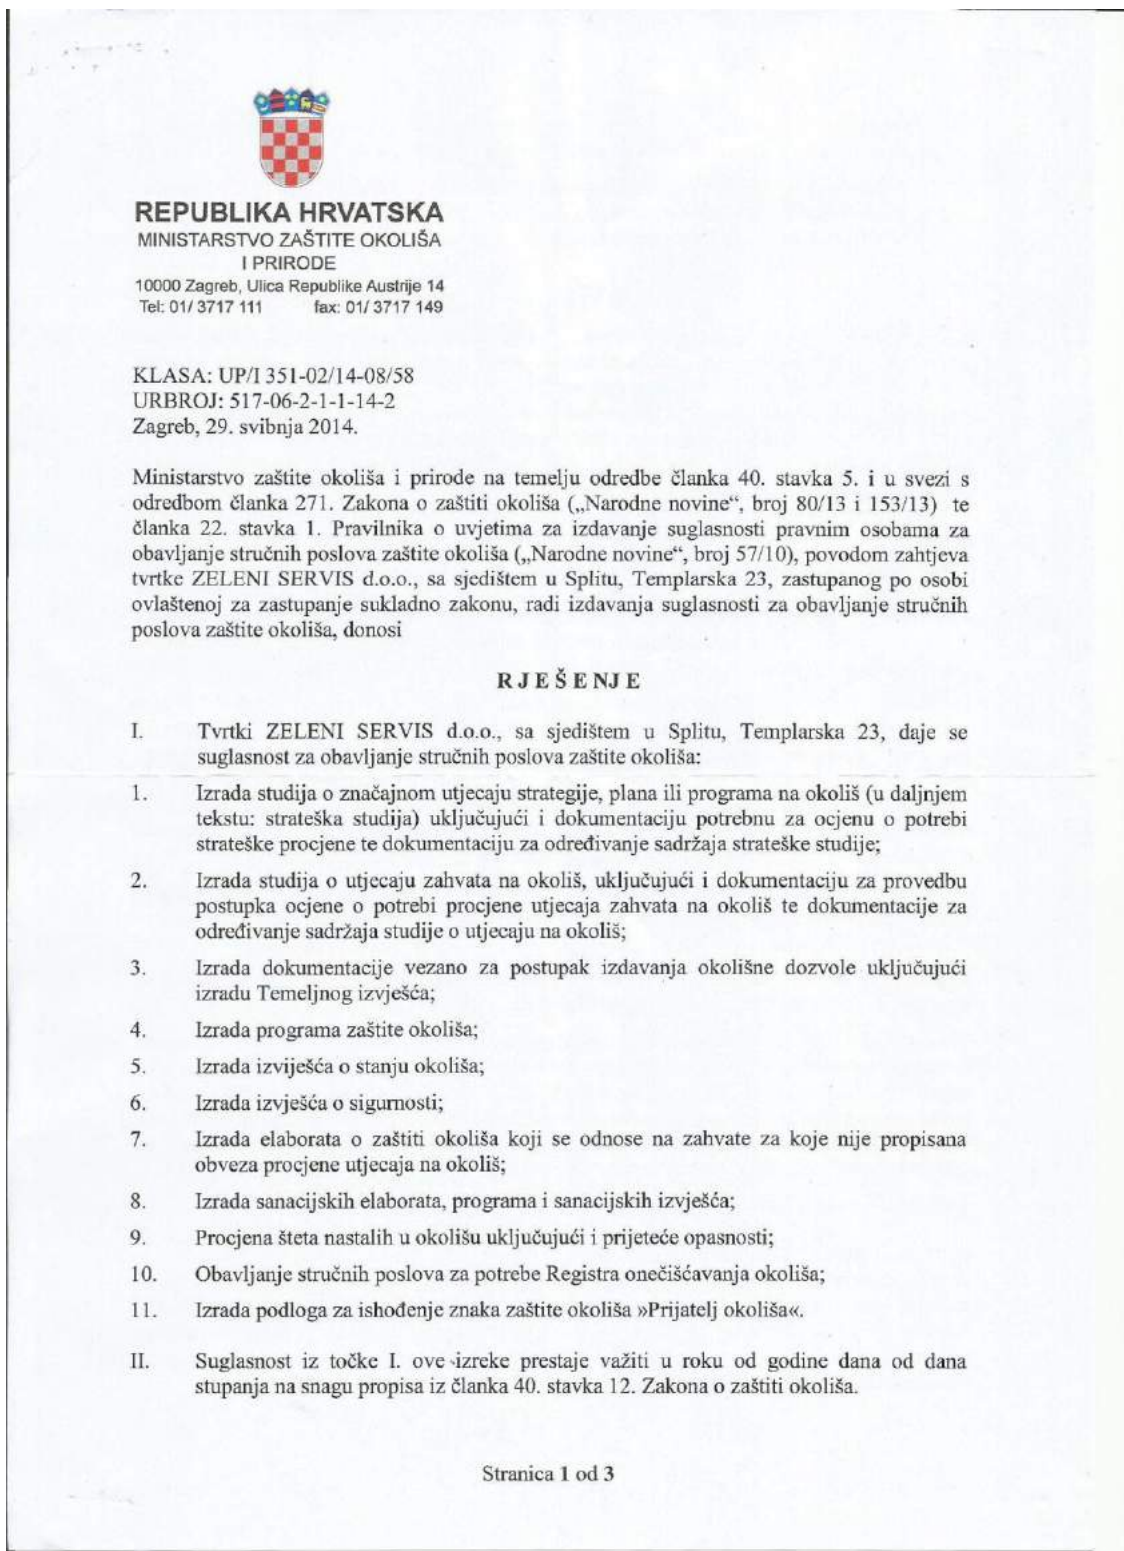 REPUBLIKA HRVATSKA
MINISTARSTVO ZAŠTITE OKOLIŠA
I PRIRODE
10000 Zagreb, Ulica Republike Austrije 14
Tel: 01/ 3717 111 fax: 01/ 3717 149
KLASA: UP/I 351-02/14-08/58
URBROJ: 517-06-2-1-1-14-2
Zagreb, 29. svibnja 2014.
Ministarstvo zaštite okoliša i prirode na temelju odredbe članka 40. stavka 5. i u svezi s
odredbom članka 271. Zakona o zaštiti okoliša („Narodne novine“, broj 80/13 i 153/13) te
članka 22. stavka 1. Pravilnika o uvjetima za izdavanje suglasnosti pravnim osobama za
obavljanje stručnih poslova zaštite okoliša („Narodne novine“, broj 57/10), povodom zahtjeva
tvrtke ZELENI SERVIS d.o.o., sa sjedištem u Splitu, Templarska 23, zastupanog po osobi
ovlaštenoj za zastupanje sukladno zakonu, radi izdavanja suglasnosti za obavljanje stručnih
poslova zaštite okoliša, donosi
R J E Š E N J E
I. Tvrtki ZELENI SERVIS d.o.o., sa sjedištem u Splitu, Templarska 23, daje se
suglasnost za obavljanje stručnih poslova zaštite okoliša:
1. Izrada studija o značajnom utjecaju strategije, plana ili programa na okoliš (u daljnjem
tekstu: strateška studija) uključujući i dokumentaciju potrebnu za ocjenu o potrebi
strateške procjene te dokumentaciju za određivanje sadržaja strateške studije;
2. Izrada studija o utjecaju zahvata na okoliš, uključujući i dokumentaciju za provedbu
postupka ocjene o potrebi procjene utjecaja zahvata na okoliš te dokumentacije za
određivanje sadržaja studije o utjecaju na okoliš;
3. Izrada dokumentacije vezano za postupak izdavanja okolišne dozvole uključujući
izradu Temeljnog izvješća;
4. Izrada programa zaštite okoliša;
5. Izrada izviješća o stanju okoliša;
6. Izrada izvješća o sigurnosti;
7. Izrada elaborata o zaštiti okoliša koji se odnose na zahvate za koje nije propisana
obveza procjene utjecaja na okoliš;
8. Izrada sanacijskih elaborata, programa i sanacijskih izvješća;
9. Procjena šteta nastalih u okolišu uključujući i prijeteće opasnosti;
10. Obavljanje stručnih poslova za potrebe Registra onečišćavanja okoliša;
11. Izrada podloga za ishođenje znaka zaštite okoliša »Prijatelj okoliša«.
II. Suglasnost iz točke I. ove izreke prestaje važiti u roku od godine dana od dana
stupanja na snagu propisa iz članka 40. stavka 12. Zakona o zaštiti okoliša.
Stranica 1 od 3